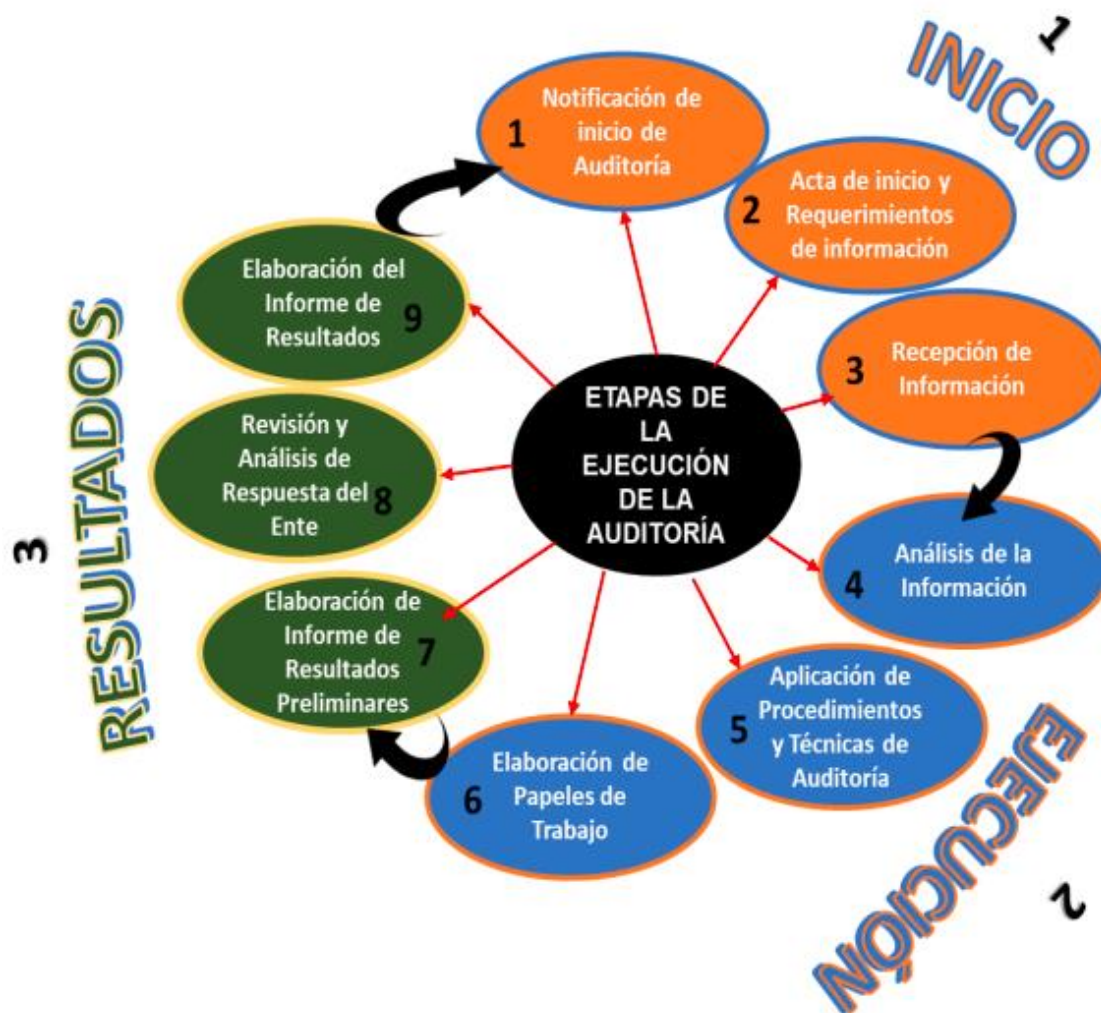 1
INICIO
1
Notificación de
inicio de
Auditoría
2
Acta de inicio y
Requerimientos
de información
3
Recepción de
Información
4
Análisis de la
Información
5
Aplicación de
Procedimientos
y Técnicas de
Auditoría
2
EJECUCIÓN
6
Elaboración de
Papeles de
Trabajo
7
Elaboración de
Informe de
Resultados
Preliminares
8
Revisión y
Análisis de
Respuesta del
Ente
9
Elaboración del
Informe de
Resultados
3
RESULTADOS
ETAPAS DE
LA
EJECUCIÓN
DE LA
AUDITORÍA